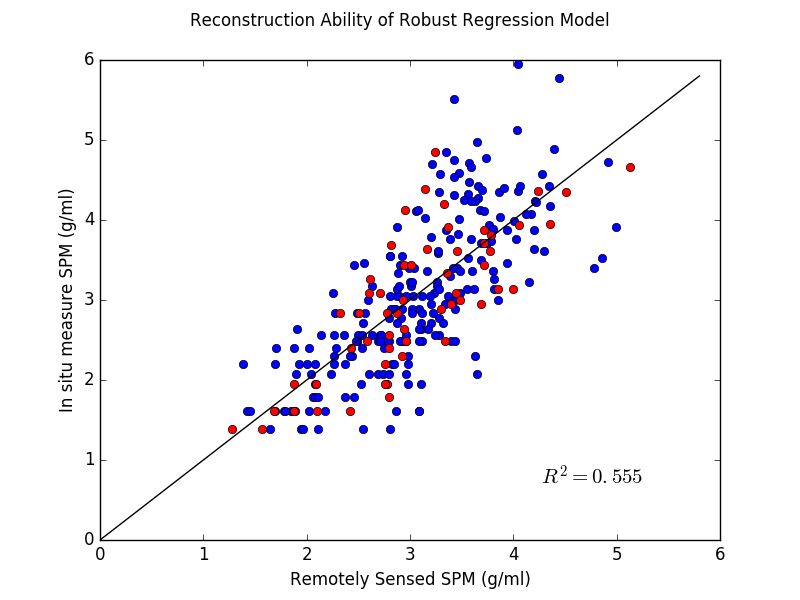 Reconstruction Ability of Robust Regression Model
6
5
4
3
2
1
0
In situ measure SPM (g/ml)
R² = 0.555
0 1 2 3 4 5 6
Remotely Sensed SPM (g/ml)